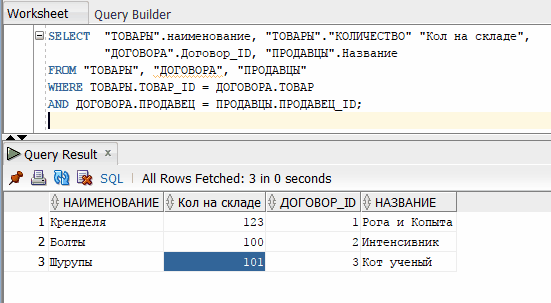 Worksheet Query Builder
SELECT "ТОВАРЫ".наименование, "ТОВАРЫ"."КОЛИЧЕСТВО" "Кол на складе",
"ДОГОВОРА".Договор_ID, "ПРОДАВЦЫ".Название
FROM "ТОВАРЫ", "ДОГОВОРА", "ПРОДАВЦЫ"
WHERE ТОВАРЫ.ТОВАР_ID = ДОГОВОРА.ТОВАР
AND ДОГОВОРА.ПРОДАВЕЦ = ПРОДАВЦЫ.ПРОДАВЕЦ_ID;
Query Result x
SQL | All Rows Fetched: 3 in 0 seconds
НАИМЕНОВАНИЕ Кол на складе ДОГОВОР_ID НАЗВАНИЕ
1 Кренделя 123 1 Рога и Копыта
2 Болты 100 2 Интенсивник
3 Шурупы 101 3 Кот ученый